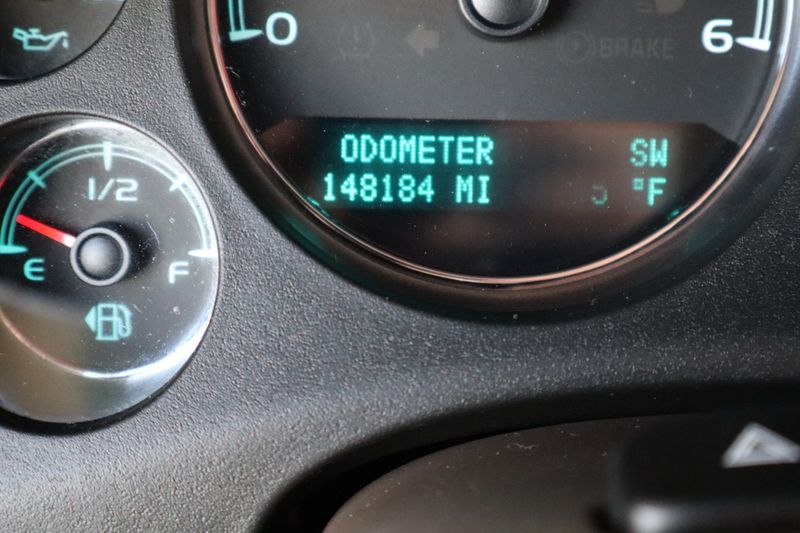 0
6
BRAKE
ODOMETER SW
148184 MI °F
1/2
E
F